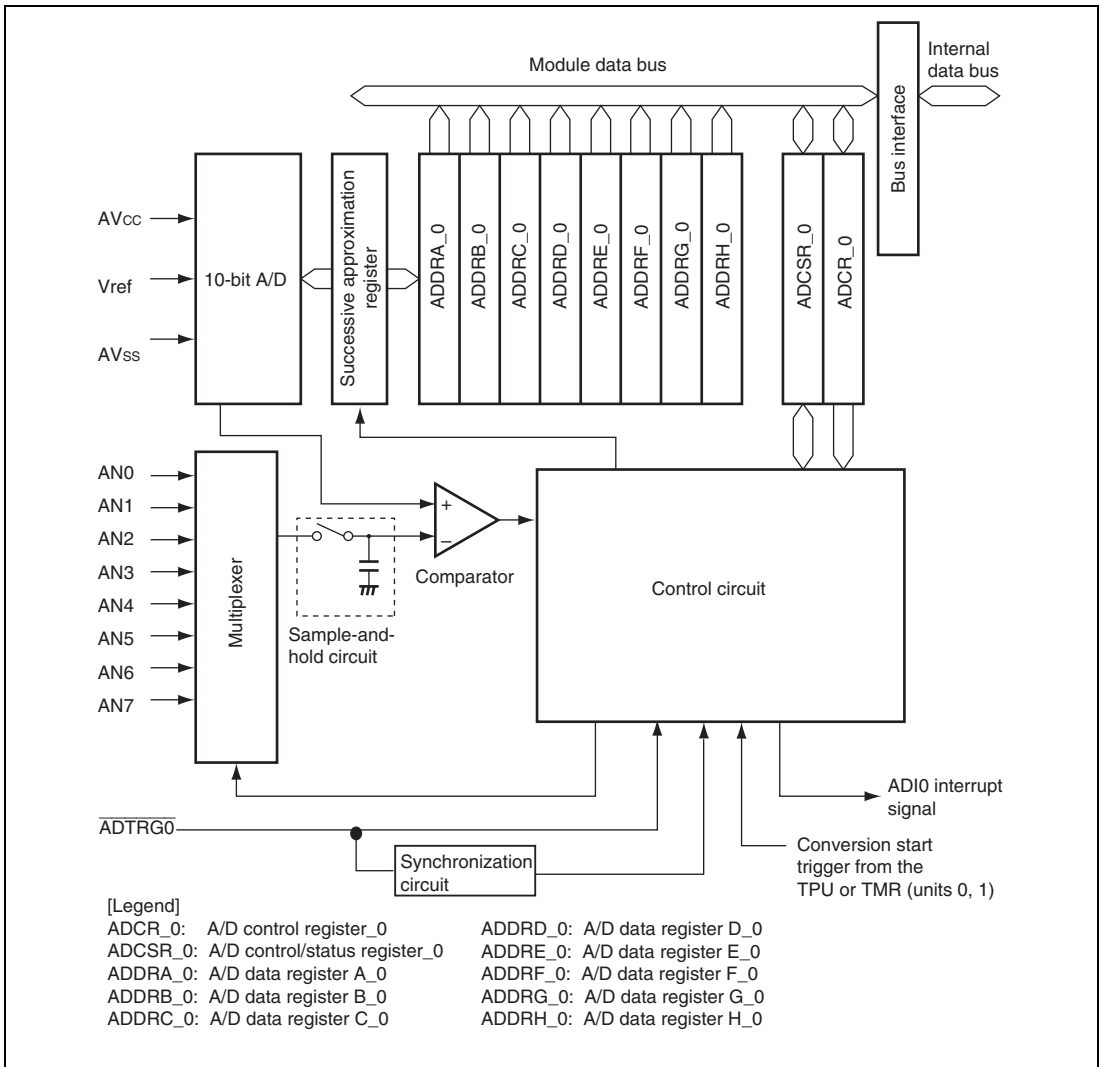 Module data bus
Internal
data bus
Bus interface
AVcc
Vref
AVss
10-bit A/D
Successive approximation
register
ADDRA_0
ADDRB_0
ADDRC_0
ADDRD_0
ADDRE_0
ADDRF_0
ADDRG_0
ADDRH_0
ADCSR_0
ADCR_0
AN0
AN1
AN2
AN3
AN4
AN5
AN6
AN7
Multiplexer
+
–
Comparator
Sample-and-
hold circuit
Control circuit
ADI0 interrupt
signal
ADTRG0
Synchronization
circuit
Conversion start
trigger from the
TPU or TMR (units 0, 1)
[Legend]
ADCR_0: A/D control register_0
ADCSR_0: A/D control/status register_0
ADDRA_0: A/D data register A_0
ADDRB_0: A/D data register B_0
ADDRC_0: A/D data register C_0
ADDRD_0: A/D data register D_0
ADDRE_0: A/D data register E_0
ADDRF_0: A/D data register F_0
ADDRG_0: A/D data register G_0
ADDRH_0: A/D data register H_0